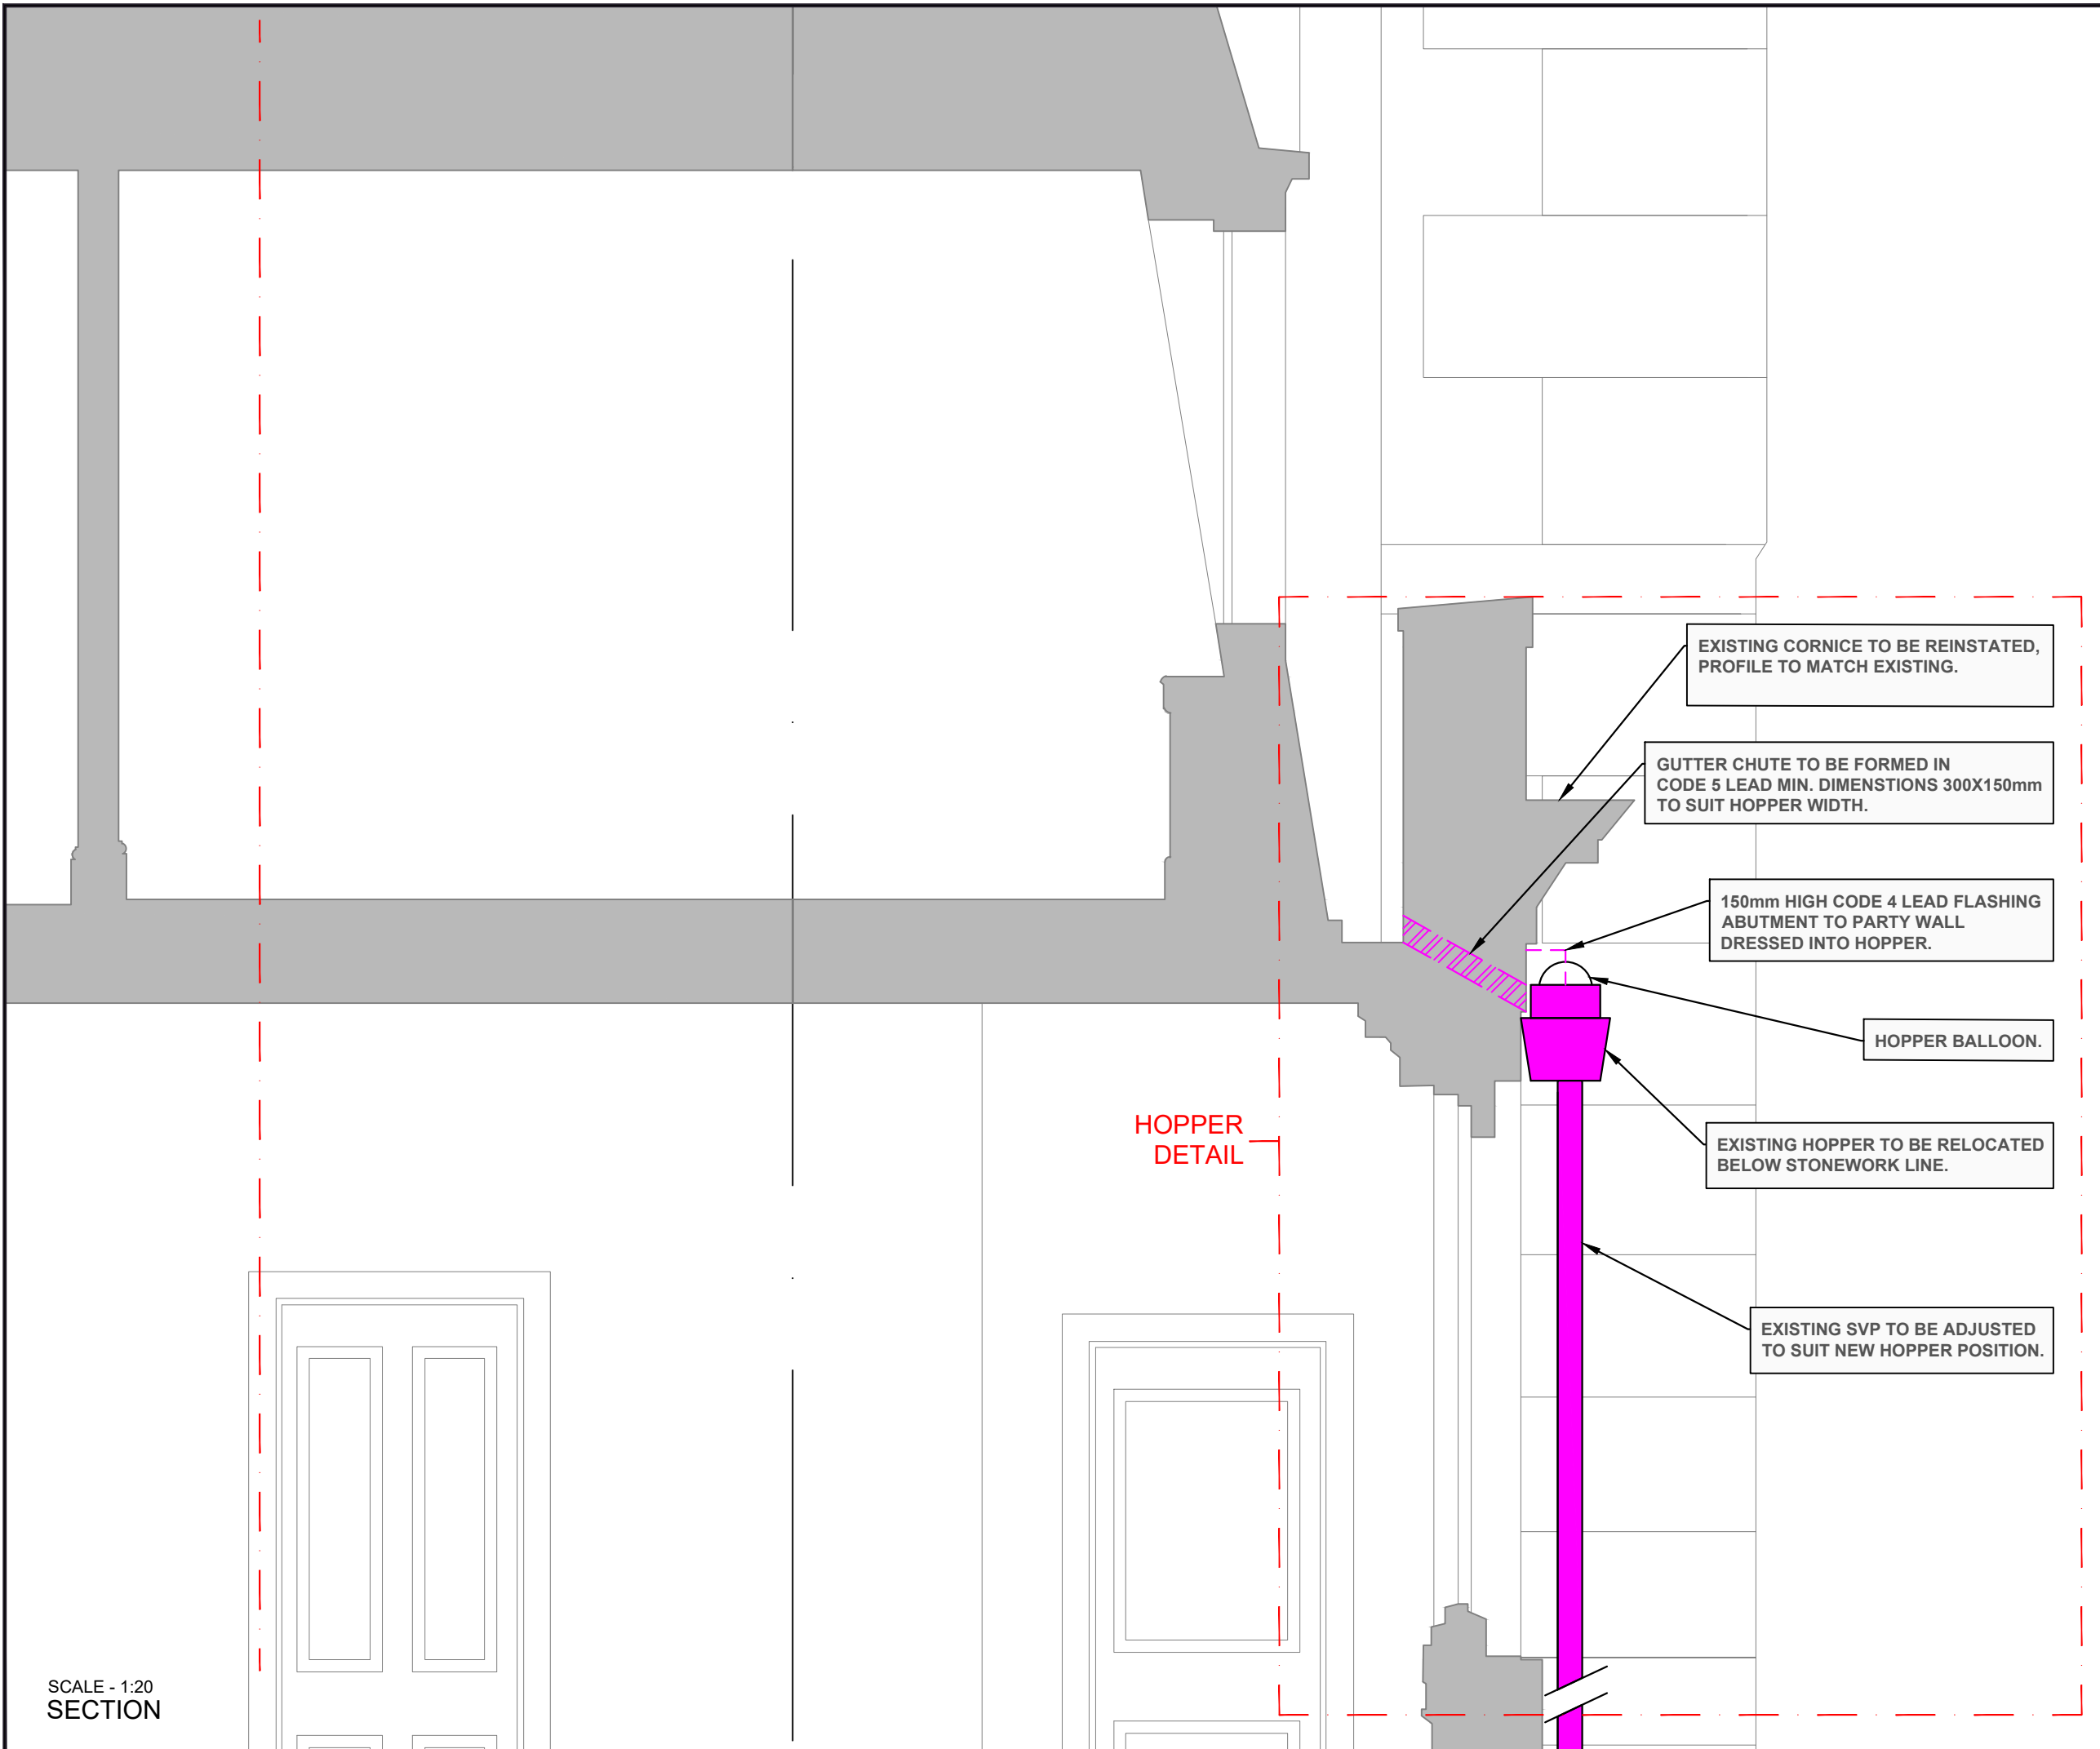 EXISTING CORNICE TO BE REINSTATED,
PROFILE TO MATCH EXISTING.
GUTTER CHUTE TO BE FORMED IN
CODE 5 LEAD MIN. DIMENSTIONS 300X150mm
TO SUIT HOPPER WIDTH.
150mm HIGH CODE 4 LEAD FLASHING
ABUTMENT TO PARTY WALL
DRESSED INTO HOPPER.
HOPPER BALLOON.
HOPPER
DETAIL
EXISTING HOPPER TO BE RELOCATED
BELOW STONEWORK LINE.
EXISTING SVP TO BE ADJUSTED
TO SUIT NEW HOPPER POSITION.
SCALE - 1:20
SECTION